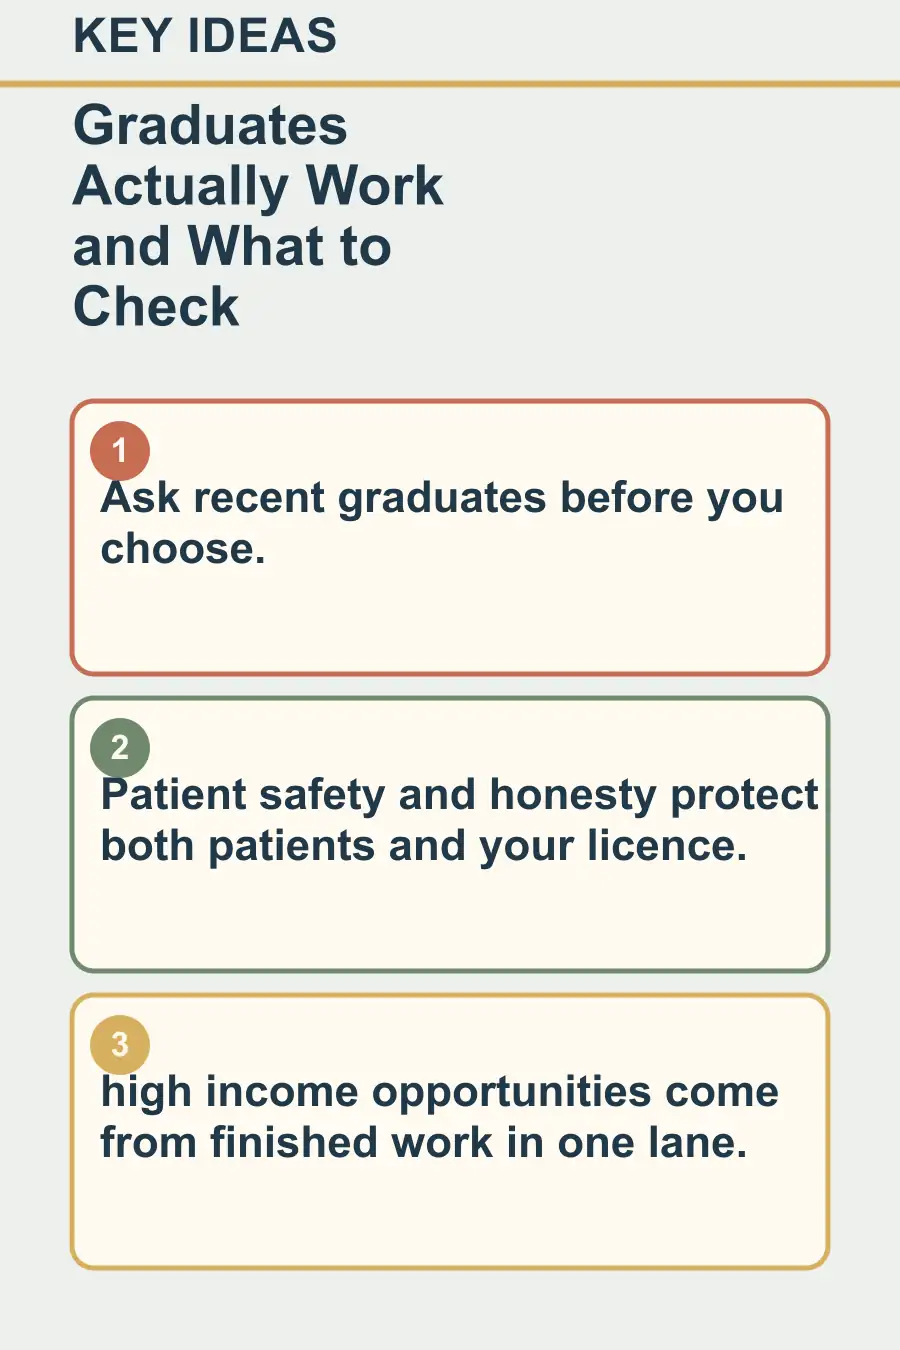 KEY IDEAS
Graduates
Actually Work
and What to
Check
1
Ask recent graduates before you
choose.
2
Patient safety and honesty protect
both patients and your licence.
3
high income opportunities come
from finished work in one lane.